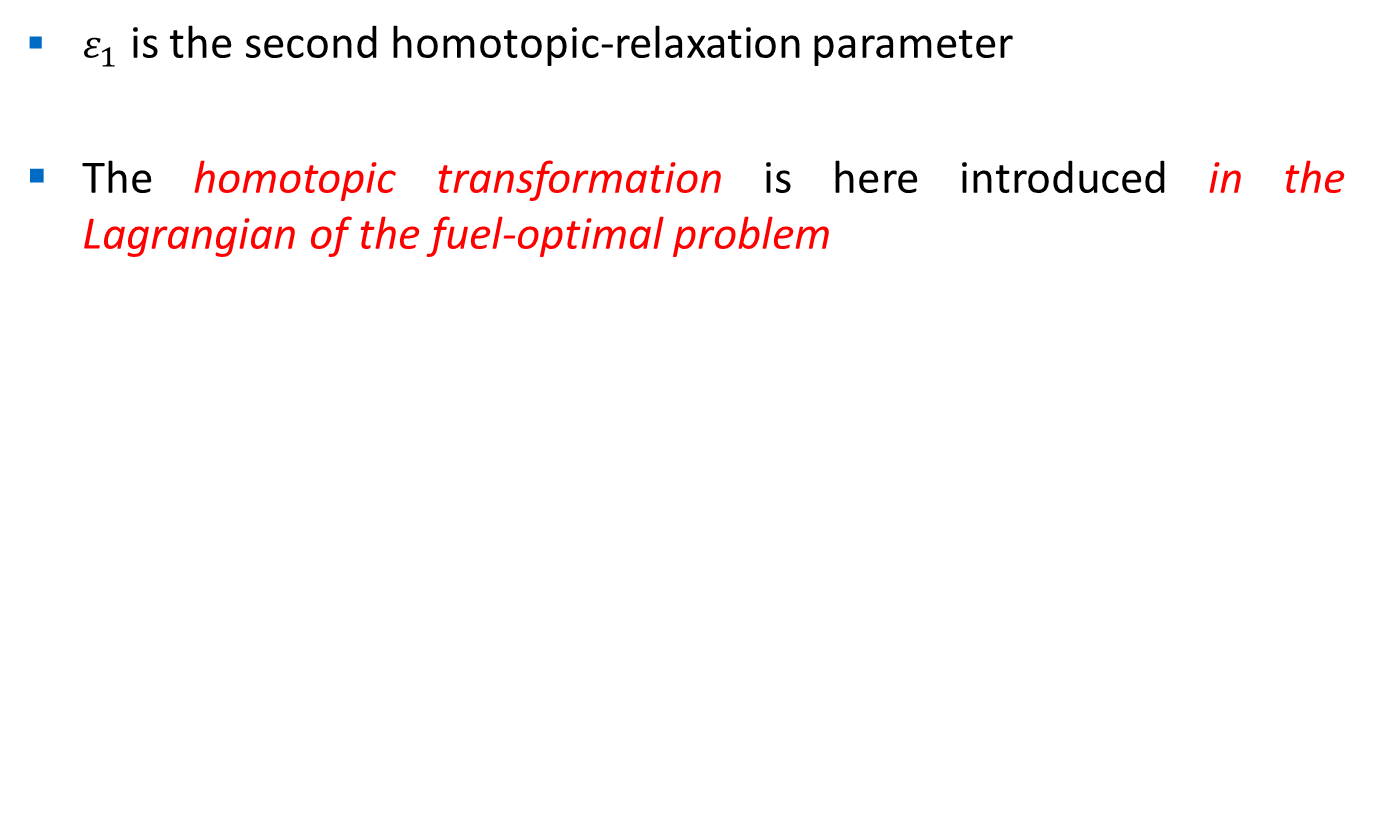 ▪ 𝜀₁ is the second homotopic-relaxation parameter
▪ The homotopic transformation is here introduced in the
Lagrangian of the fuel-optimal problem